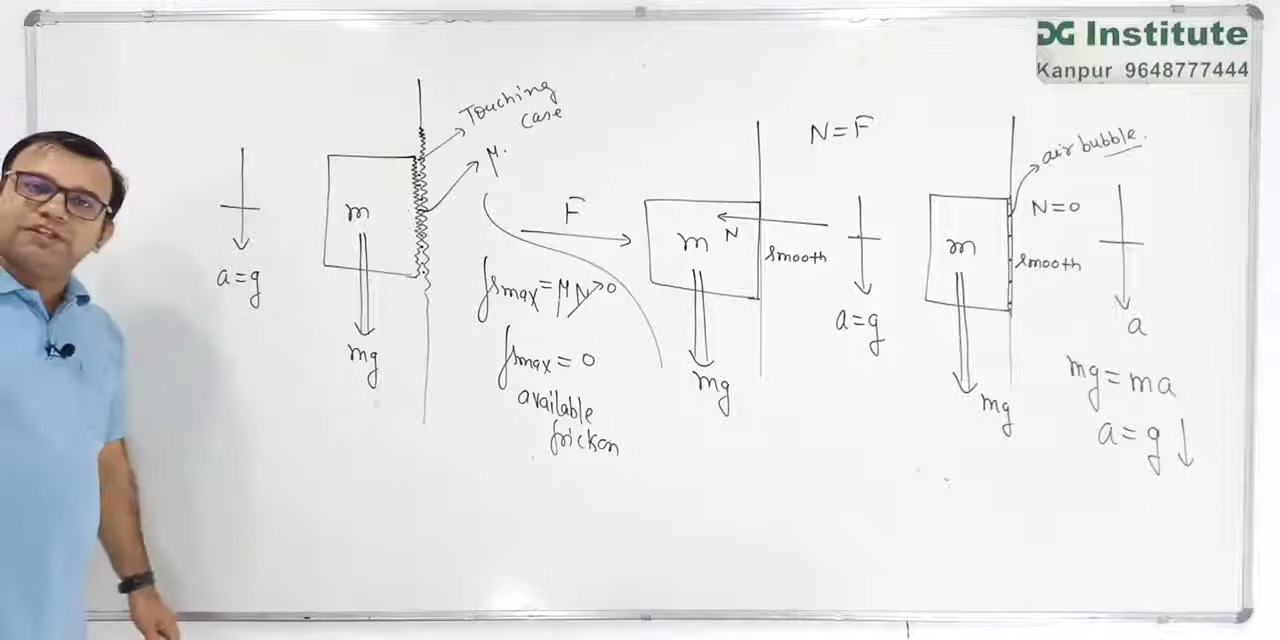 DG Institute
Kanpur 9648777444
Touching
case
μ.
m
mg
a=g
fsmax = μN→0
fsmax = 0
available
friction
F
N=F
m
N
smooth
mg
a=g
air bubble.
N=0
m
smooth
mg
a
mg = ma
a = g ↓